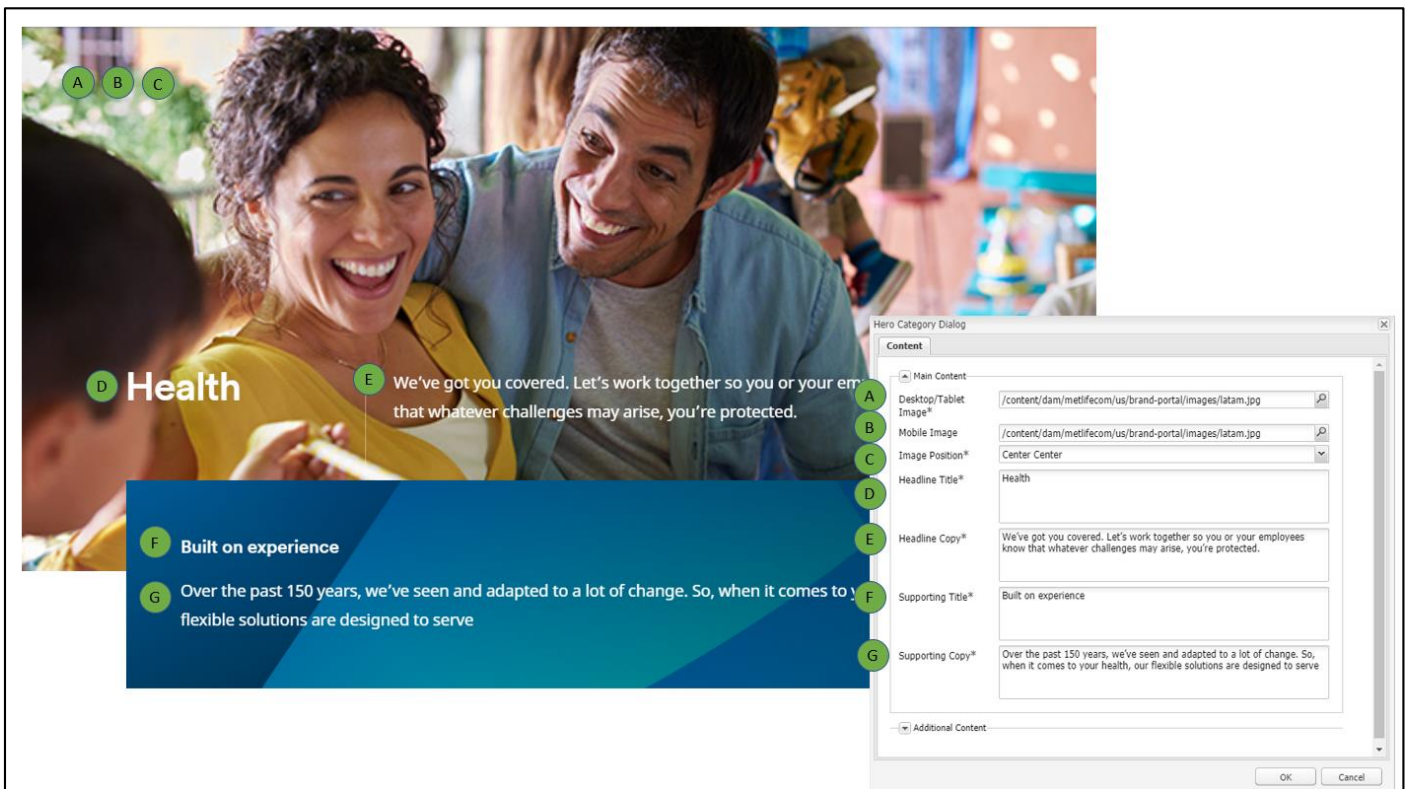 A B C
D Health
E We've got you covered. Let's work together so you or your em
that whatever challenges may arise, you're protected.
F Built on experience
G Over the past 150 years, we've seen and adapted to a lot of change. So, when it comes to y
flexible solutions are designed to serve
Hero Category Dialog
Content
Main Content
A Desktop/Tablet /content/dam/metlifecom/us/brand-portal/images/latam.jpg
Image*
B Mobile Image /content/dam/metlifecom/us/brand-portal/images/latam.jpg
C Image Position* Center Center
D Headline Title* Health
E Headline Copy* We've got you covered. Let's work together so you or your employees
know that whatever challenges may arise, you're protected.
F Supporting Title* Built on experience
G Supporting Copy* Over the past 150 years, we've seen and adapted to a lot of change. So,
when it comes to your health, our flexible solutions are designed to serve
Additional Content
OK Cancel